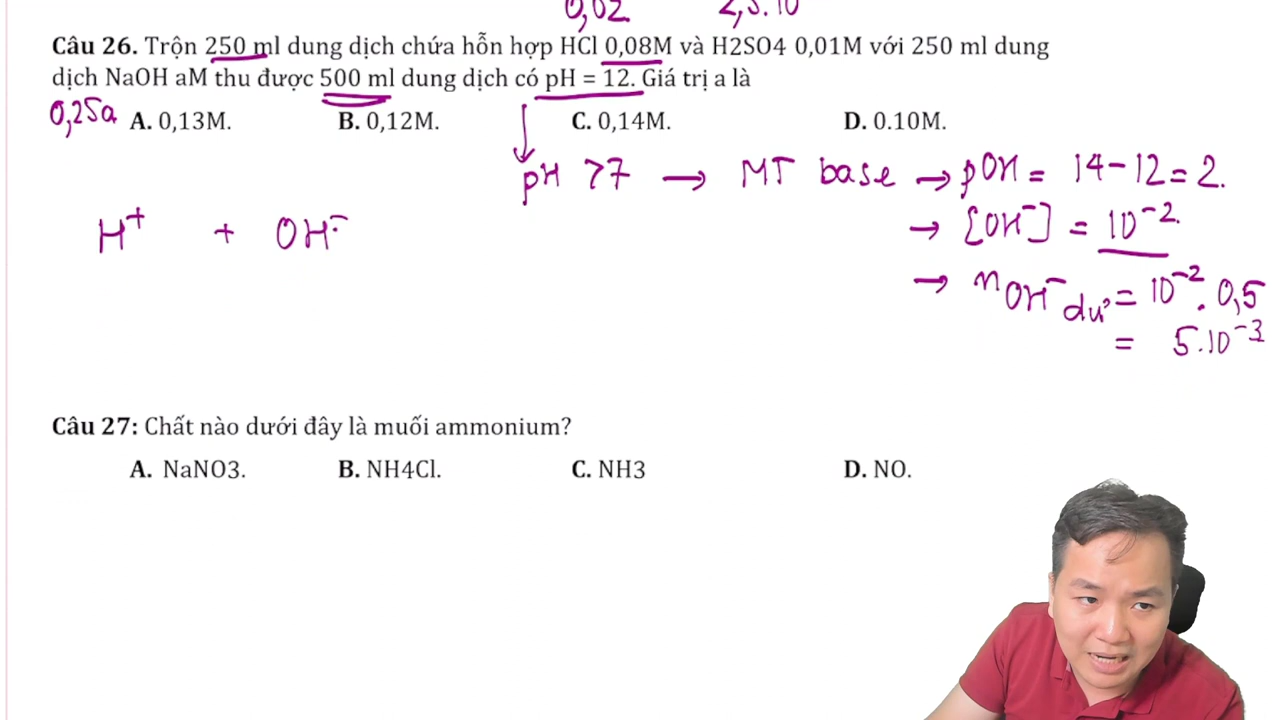 0,02 2,5.10
Câu 26. Trộn 250 ml dung dịch chứa hỗn hợp HCl 0,08M và H2SO4 0,01M với 250 ml dung
dịch NaOH aM thu được 500 ml dung dịch có pH = 12. Giá trị a là
0,25a
A. 0,13M. B. 0,12M. C. 0,14M. D. 0.10M.
pH >7 → MT base → pOH = 14-12 = 2.
H⁺ + OH⁻
→ [OH⁻] = 10⁻².
→ nOH⁻ dư = 10⁻² . 0,5
= 5.10⁻³
Câu 27: Chất nào dưới đây là muối ammonium?
A. NaNO3. B. NH4Cl. C. NH3 D. NO.